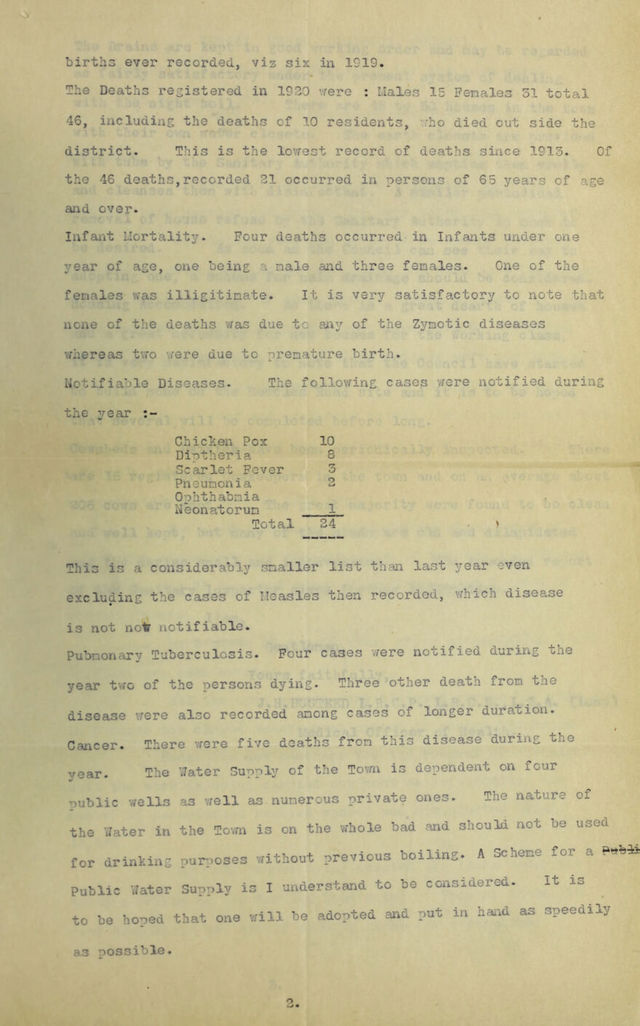 births ever recorded, viz six in 1919.
The Deaths registered in 1920 were : Males 15 Females 31 total
46, including the deaths of 10 residents, who died out side the
district. This is the lowest record of deaths since 1913. Of
the 46 deaths,recorded 21 occurred in persons of 65 years of age
and over.
Infant Mortality. Four deaths occurred in Infants under one
year of age, one being a male and three females. One of the
females was illigitimate. It is very satisfactory to note that
none of the deaths was due to any of the Zymotic diseases
whereas two were due to premature birth.
Notifiable Diseases. The following cases were notified during
the year :-
Chicken Pox 10
Diptheria 8
Scarlet Fever 3
Pneumonia 2
Ophthabmia
Neonatorum 1
Total 24
This is a considerably smaller list than last year even
excluding the cases of Measles then recorded, which disease
is not now notifiable.
Pubmonary Tuberculosis. Four cases were notified during the
year two of the persons dying. Three other death from the
disease were also recorded among cases of longer duration.
Cancer. There were five deaths from this disease during the
year. The Water Supply of the Town is dependent on four
public wells as well as numerous private ones. The nature of
the Water in the Town is on the whole bad and should not be used
for drinking purposes without previous boiling. A Scheme for a Publi
Public Water Supply is I understand to be considered. It is
to be hoped that one will be adopted and put in hand as speedily
as possible.
2.